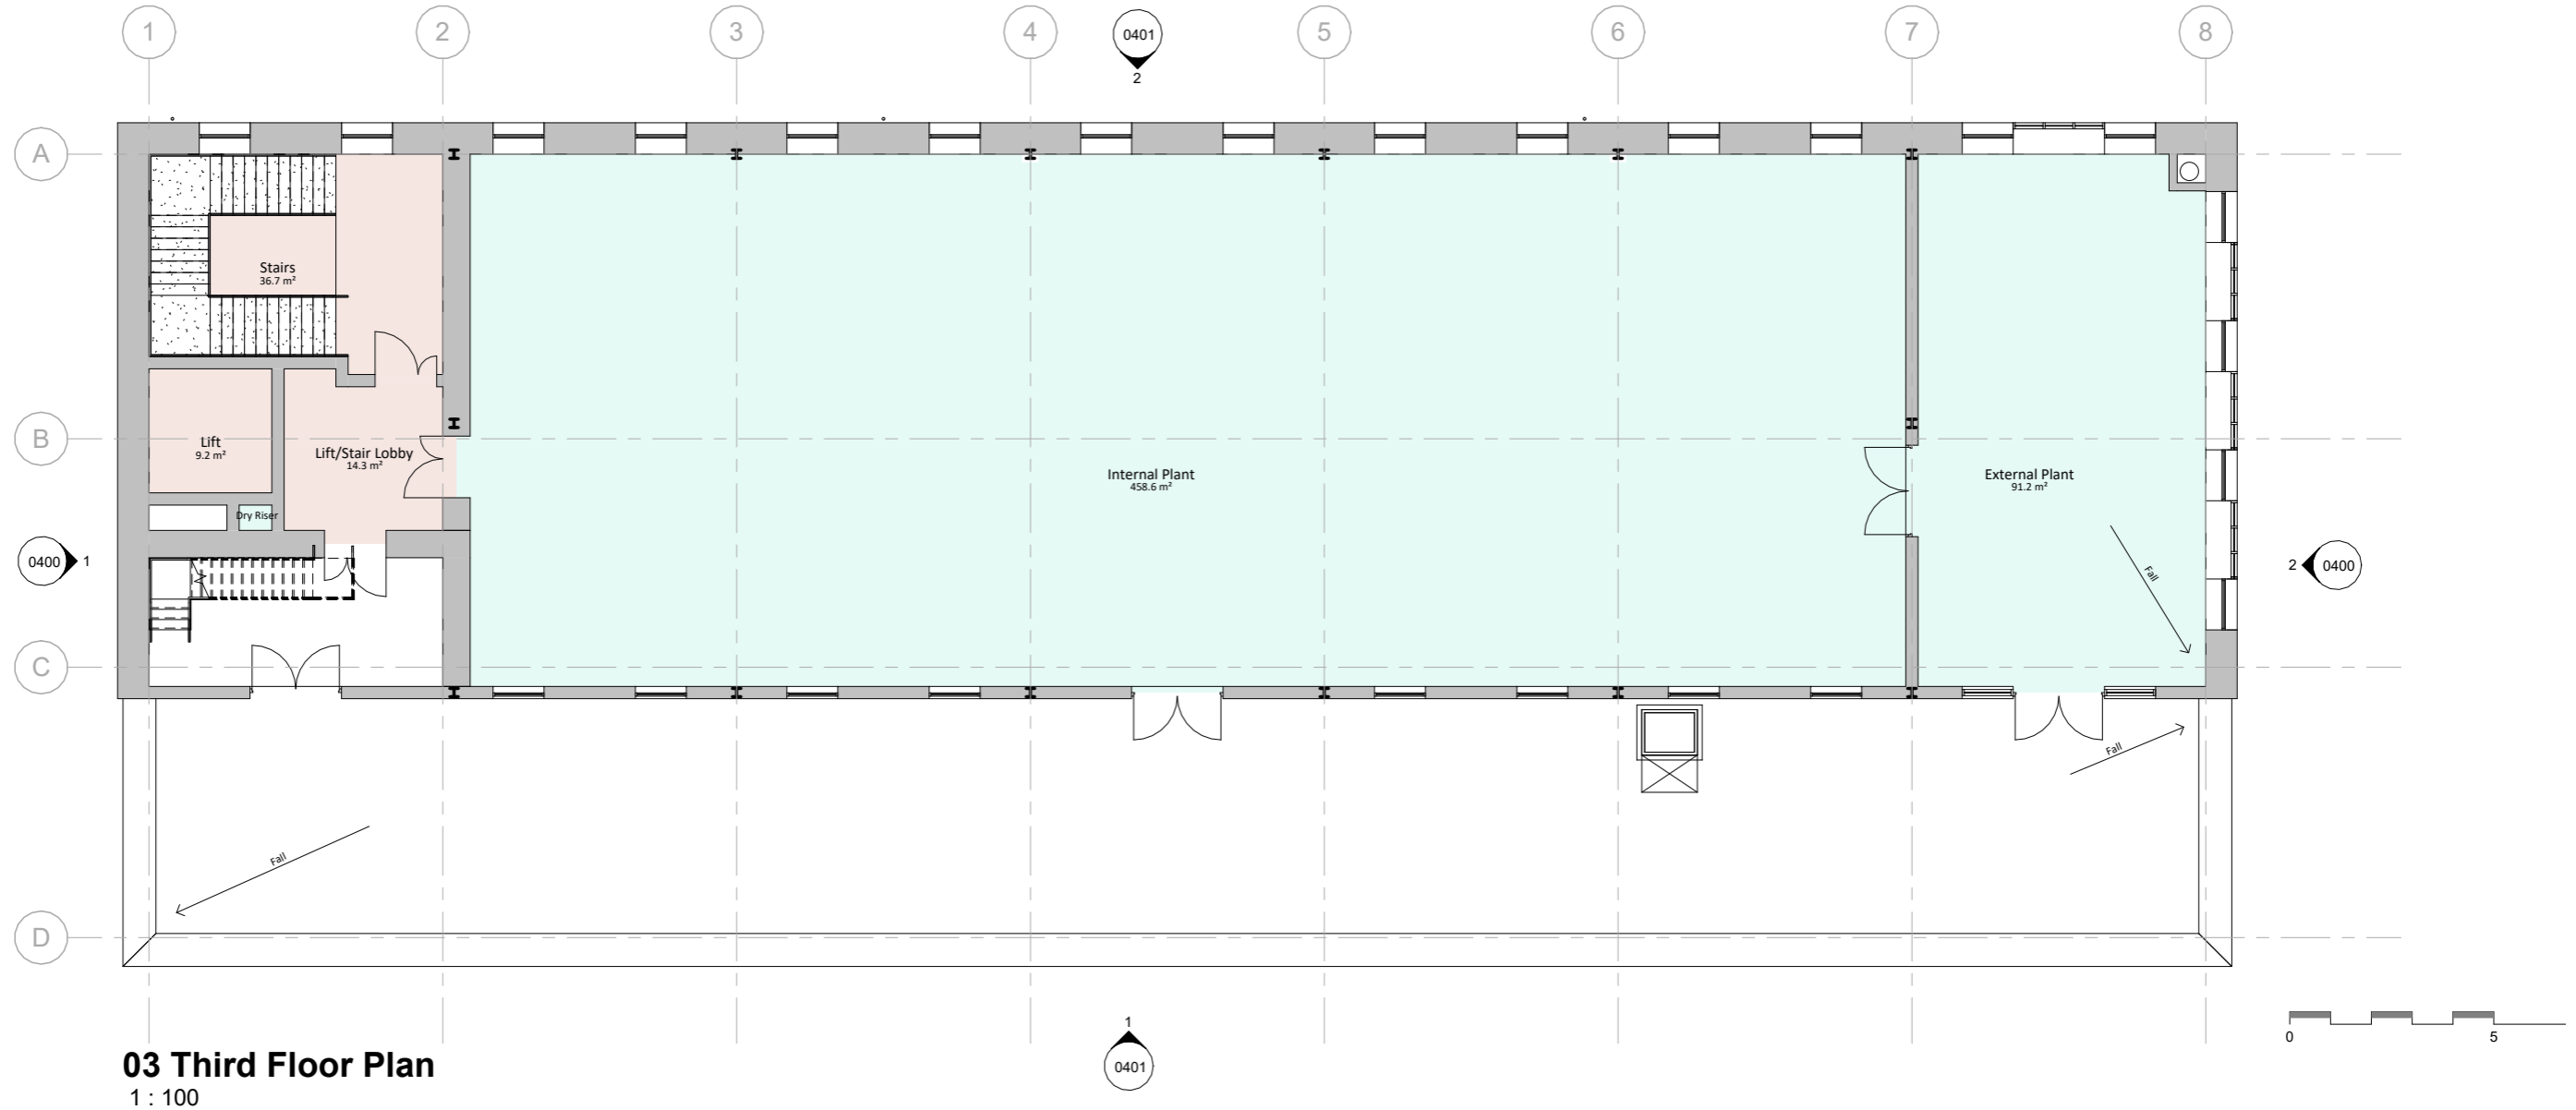 1 2 3 4 5 6 7 8
0401
2
A
Stairs
36.7 m²
B
Lift
9.2 m²
Lift/Stair Lobby
14.3 m²
Internal Plant
458.6 m²
External Plant
91.2 m²
Dry Riser
0400 1
Fall
2 0400
C
Fall
Fall
D
1
0401
0 5
03 Third Floor Plan
1 : 100